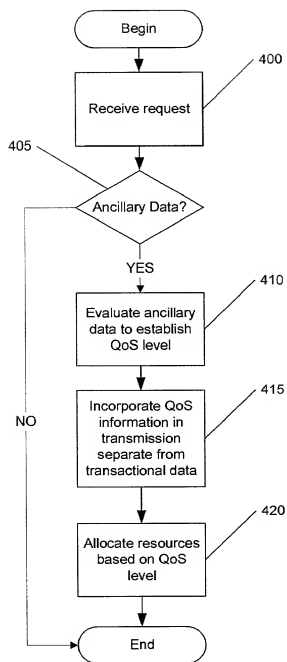 Begin
400
Receive request
405
Ancillary Data?
YES
410
Evaluate ancillary
data to establish
QoS level
415
Incorporate QoS
information in
transmission
separate from
transactional data
NO
420
Allocate resources
based on QoS
level
End